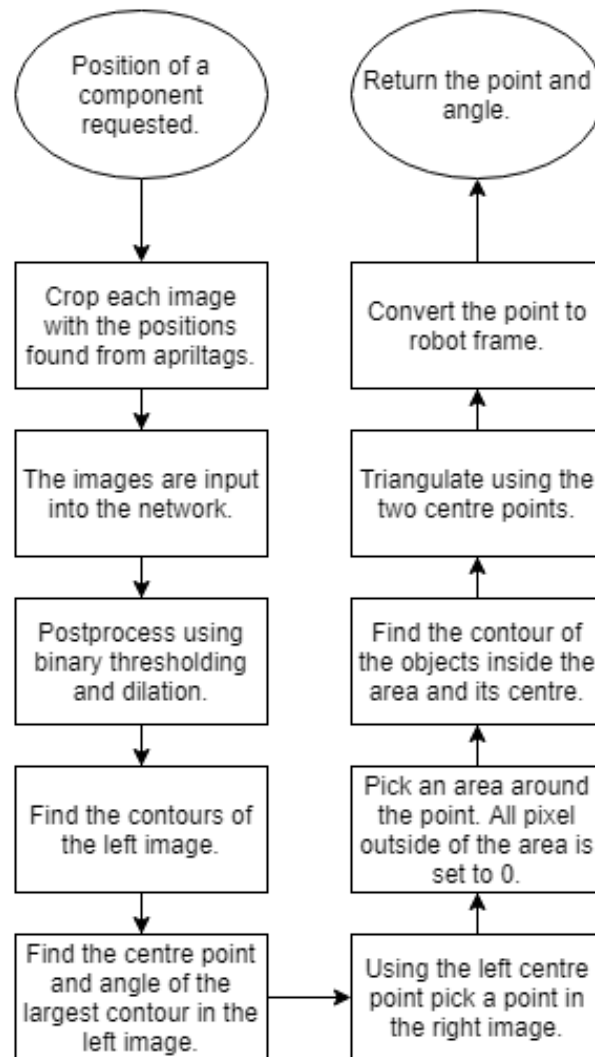 Position of a
component
requested.
Crop each image
with the positions
found from apriltags.
The images are input
into the network.
Postprocess using
binary thresholding
and dilation.
Find the contours of
the left image.
Find the centre point
and angle of the
largest contour in the
left image.
Using the left centre
point pick a point in
the right image.
Pick an area around
the point. All pixel
outside of the area is
set to 0.
Find the contour of
the objects inside the
area and its centre.
Triangulate using the
two centre points.
Convert the point to
robot frame.
Return the point and
angle.